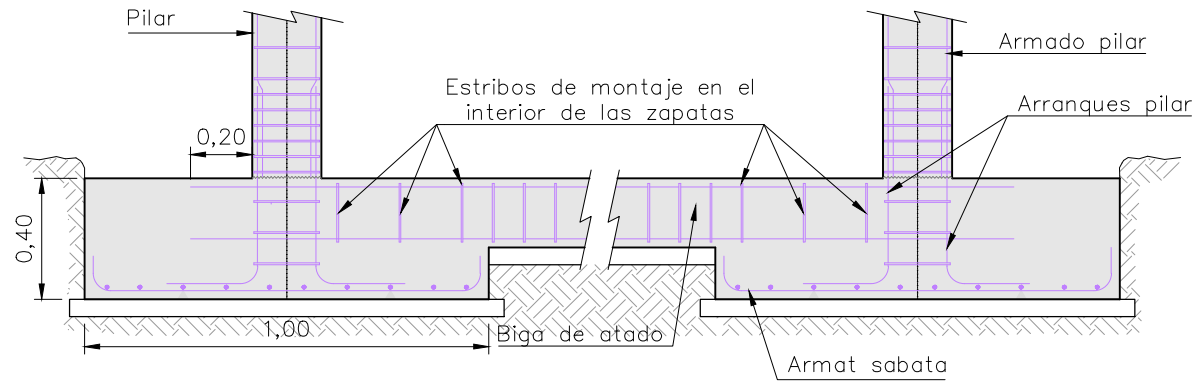 Pilar
Armado pilar
Estribos de montaje en el
interior de las zapatas
Arranques pilar
0,20
0,40
1,00
Biga de atado
Armat sabata